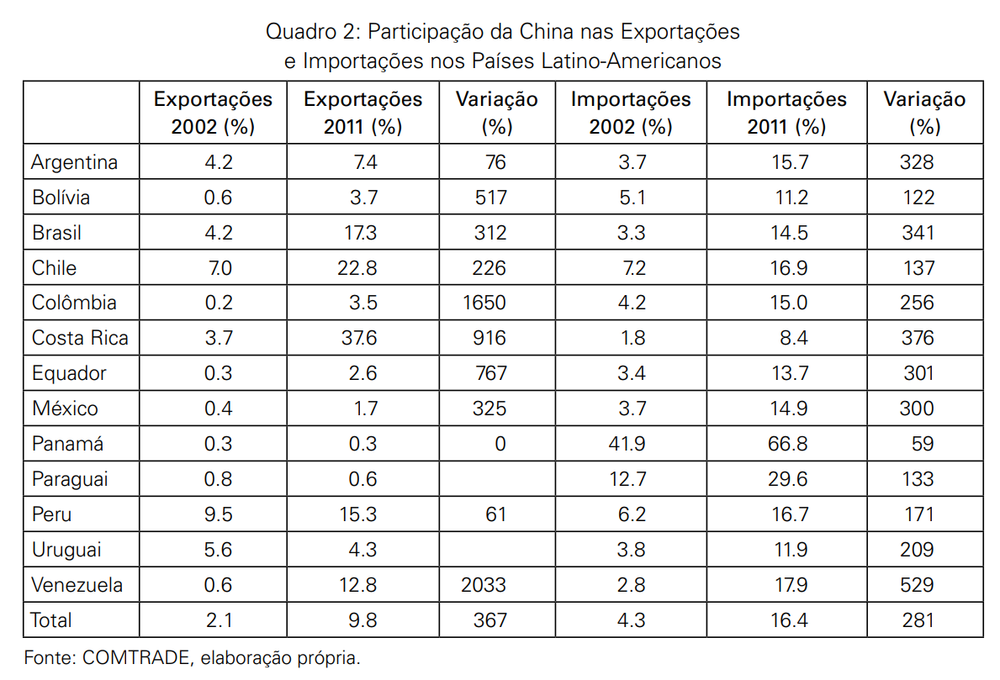 Quadro 2: Participação da China nas Exportações
e Importações nos Países Latino-Americanos
Exportações 2002 (%) Exportações 2011 (%) Variação (%) Importações 2002 (%) Importações 2011 (%) Variação (%)
Argentina 4.2 7.4 76 3.7 15.7 328
Bolívia 0.6 3.7 517 5.1 11.2 122
Brasil 4.2 17.3 312 3.3 14.5 341
Chile 7.0 22.8 226 7.2 16.9 137
Colômbia 0.2 3.5 1650 4.2 15.0 256
Costa Rica 3.7 37.6 916 1.8 8.4 376
Equador 0.3 2.6 767 3.4 13.7 301
México 0.4 1.7 325 3.7 14.9 300
Panamá 0.3 0.3 0 41.9 66.8 59
Paraguai 0.8 0.6 12.7 29.6 133
Peru 9.5 15.3 61 6.2 16.7 171
Uruguai 5.6 4.3 3.8 11.9 209
Venezuela 0.6 12.8 2033 2.8 17.9 529
Total 2.1 9.8 367 4.3 16.4 281
Fonte: COMTRADE, elaboração própria.